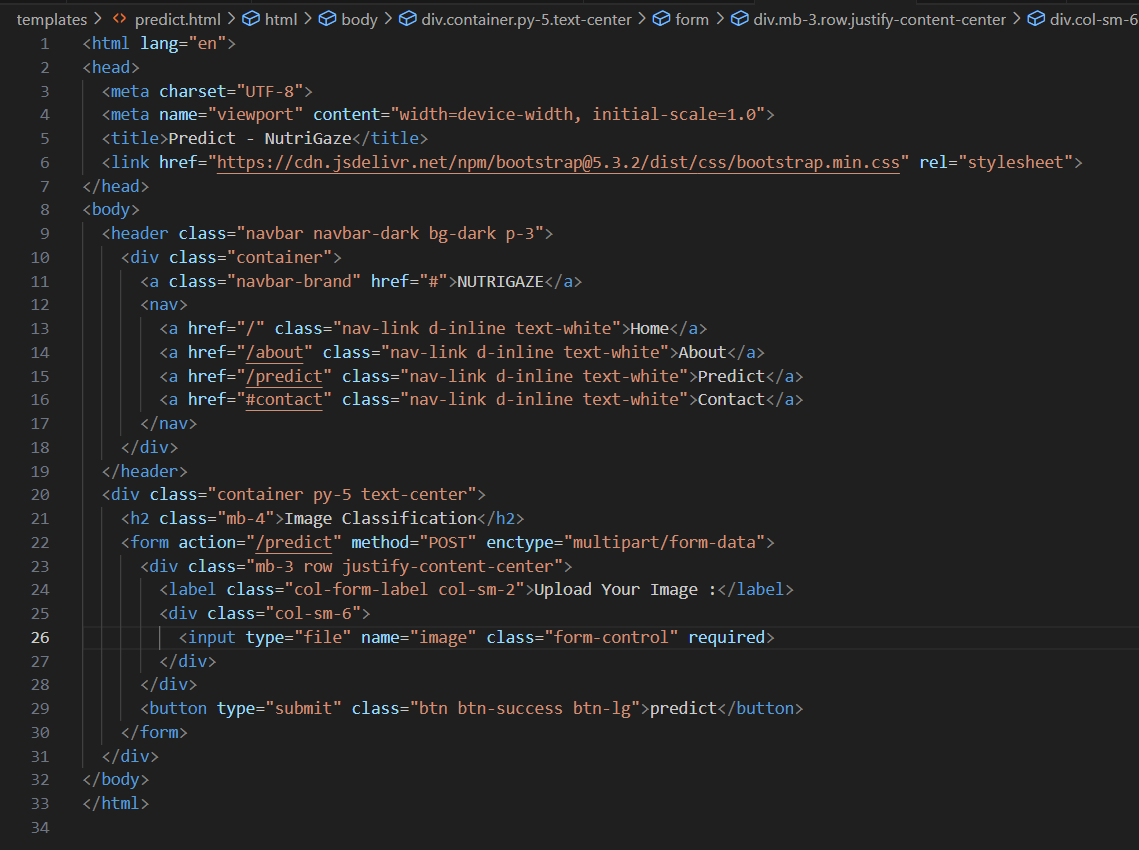 templates > predict.html > html > body > div.container.py-5.text-center > form > div.mb-3.row.justify-content-center > div.col-sm-6
1 <html lang="en">
2 <head>
3 <meta charset="UTF-8">
4 <meta name="viewport" content="width=device-width, initial-scale=1.0">
5 <title>Predict - NutriGaze</title>
6 <link href="https://cdn.jsdelivr.net/npm/bootstrap@5.3.2/dist/css/bootstrap.min.css" rel="stylesheet">
7 </head>
8 <body>
9 <header class="navbar navbar-dark bg-dark p-3">
10 <div class="container">
11 <a class="navbar-brand" href="#">NUTRIGAZE</a>
12 <nav>
13 <a href="/" class="nav-link d-inline text-white">Home</a>
14 <a href="/about" class="nav-link d-inline text-white">About</a>
15 <a href="/predict" class="nav-link d-inline text-white">Predict</a>
16 <a href="#contact" class="nav-link d-inline text-white">Contact</a>
17 </nav>
18 </div>
19 </header>
20 <div class="container py-5 text-center">
21 <h2 class="mb-4">Image Classification</h2>
22 <form action="/predict" method="POST" enctype="multipart/form-data">
23 <div class="mb-3 row justify-content-center">
24 <label class="col-form-label col-sm-2">Upload Your Image :</label>
25 <div class="col-sm-6">
26 <input type="file" name="image" class="form-control" required>
27 </div>
28 </div>
29 <button type="submit" class="btn btn-success btn-lg">predict</button>
30 </form>
31 </div>
32 </body>
33 </html>
34